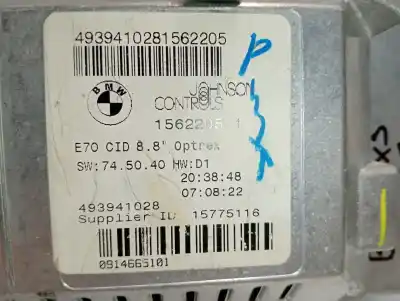 4939410281562205
BMW
JOHNSON
CONTROLS
E70 CID 8.8" Optrex
SW:74.50.40 HW:D1
20:38:48
07:08:22
493941028
Supplier ID: 15775116
0914665101